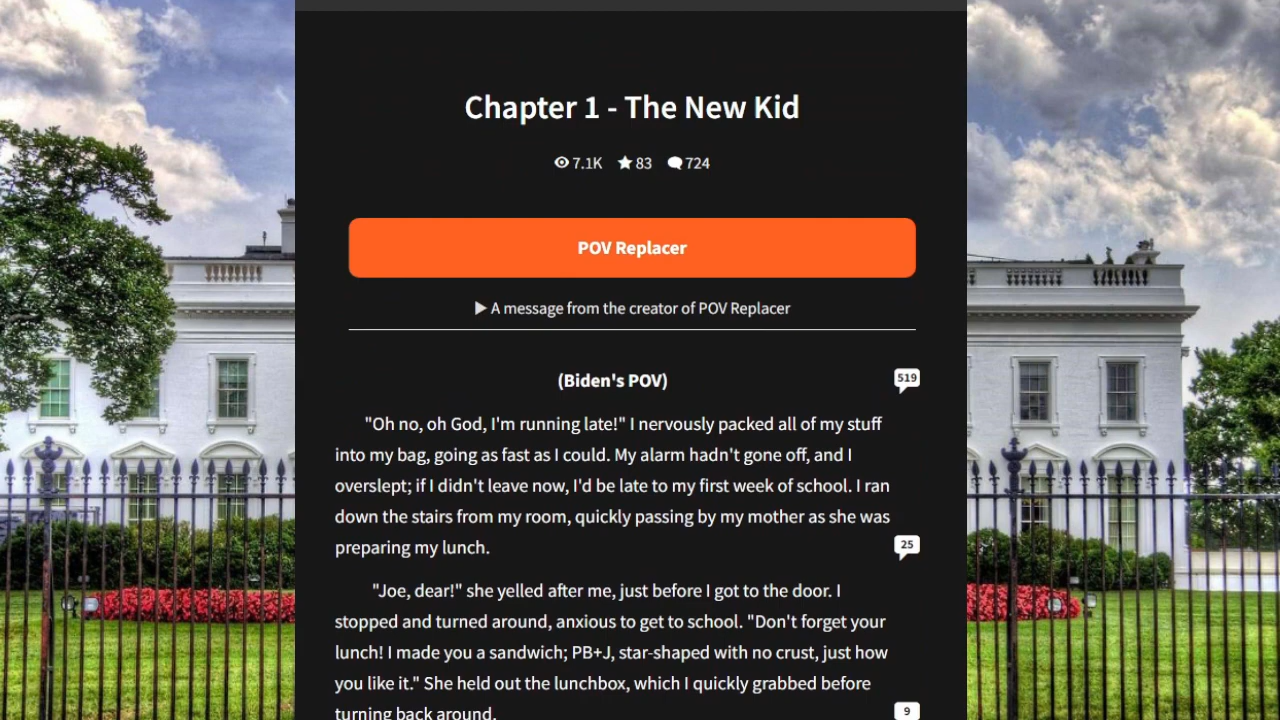 Chapter 1 - The New Kid
7.1K 83 724
POV Replacer
▶ A message from the creator of POV Replacer
(Biden's POV)
519
"Oh no, oh God, I'm running late!" I nervously packed all of my stuff
into my bag, going as fast as I could. My alarm hadn't gone off, and I
overslept; if I didn't leave now, I'd be late to my first week of school. I ran
down the stairs from my room, quickly passing by my mother as she was
preparing my lunch.
25
"Joe, dear!" she yelled after me, just before I got to the door. I
stopped and turned around, anxious to get to school. "Don't forget your
lunch! I made you a sandwich; PB+J, star-shaped with no crust, just how
you like it." She held out the lunchbox, which I quickly grabbed before
turning back around.
9